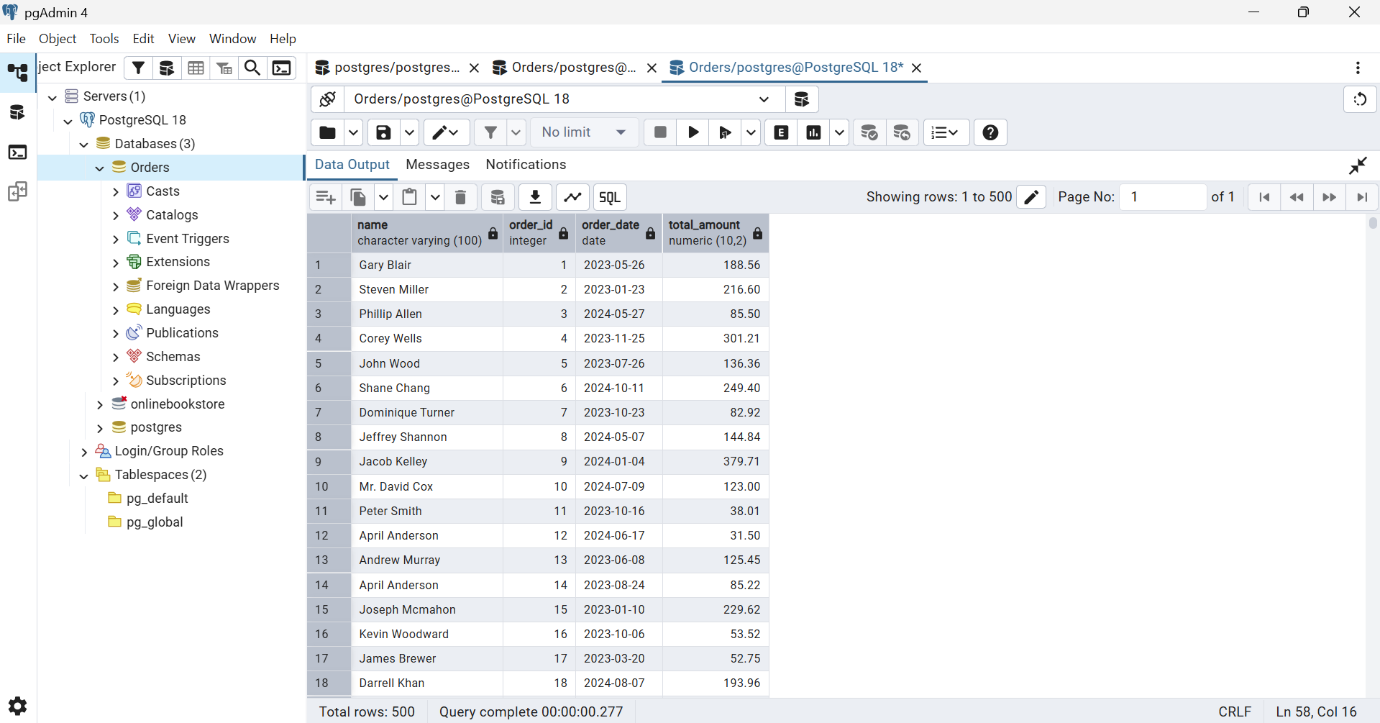 pgAdmin 4
File Object Tools Edit View Window Help
ject Explorer
postgres/postgres... Orders/postgres@... Orders/postgres@PostgreSQL 18*
Servers (1)
PostgreSQL 18
Databases (3)
Orders
Casts
Catalogs
Event Triggers
Extensions
Foreign Data Wrappers
Languages
Publications
Schemas
Subscriptions
onlinebookstore
postgres
Login/Group Roles
Tablespaces (2)
pg_default
pg_global
Orders/postgres@PostgreSQL 18
No limit E
Data Output Messages Notifications
SQL Showing rows: 1 to 500 Page No: 1 of 1
name order_id order_date total_amount
character varying (100) integer date numeric (10,2)
1 Gary Blair 1 2023-05-26 188.56
2 Steven Miller 2 2023-01-23 216.60
3 Phillip Allen 3 2024-05-27 85.50
4 Corey Wells 4 2023-11-25 301.21
5 John Wood 5 2023-07-26 136.36
6 Shane Chang 6 2024-10-11 249.40
7 Dominique Turner 7 2023-10-23 82.92
8 Jeffrey Shannon 8 2024-05-07 144.84
9 Jacob Kelley 9 2024-01-04 379.71
10 Mr. David Cox 10 2024-07-09 123.00
11 Peter Smith 11 2023-10-16 38.01
12 April Anderson 12 2024-06-17 31.50
13 Andrew Murray 13 2023-06-08 125.45
14 April Anderson 14 2023-08-24 85.22
15 Joseph Mcmahon 15 2023-01-10 229.62
16 Kevin Woodward 16 2023-10-06 53.52
17 James Brewer 17 2023-03-20 52.75
18 Darrell Khan 18 2024-08-07 193.96
Total rows: 500 Query complete 00:00:00.277 CRLF Ln 58, Col 16